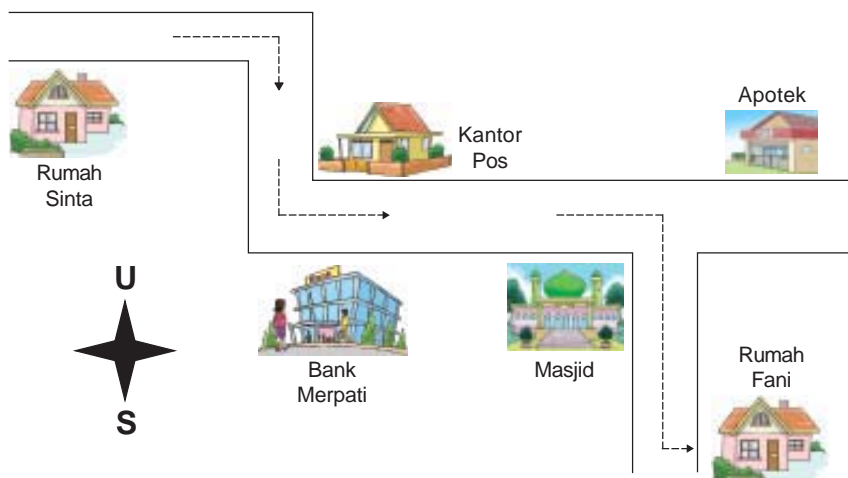 Rumah
Sinta
Kantor
Pos
Apotek
U
S
Bank
Merpati
Masjid
Rumah
Fani